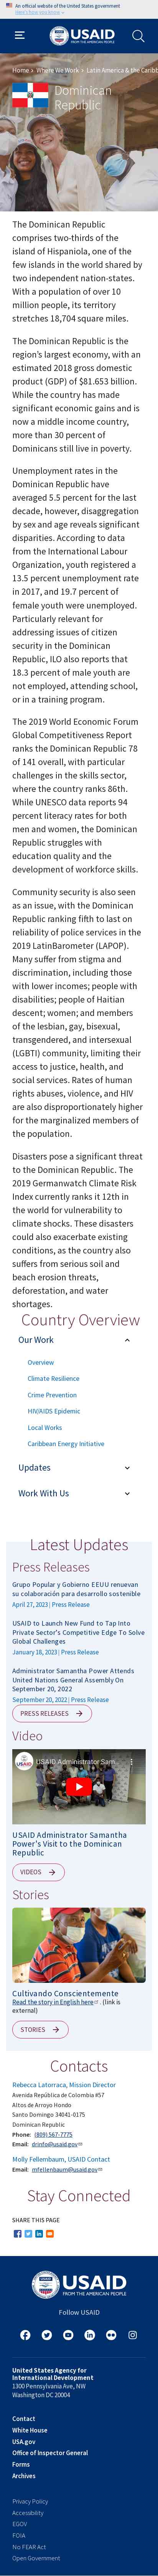 An official website of the United States government
Here's how you know
USAID
FROM THE AMERICAN PEOPLE
Home > Where We Work > Latin America & the Caribb
Dominican
Republic
The Dominican Republic
comprises two-thirds of the
island of Hispaniola, one of the
few islands in the world shared by
two independent nation-states.
With a population of over 10
million people, its territory
stretches 18,704 square miles.
The Dominican Republic is the
region's largest economy, with an
estimated 2018 gross domestic
product (GDP) of $81.653 billion.
While the country has made
significant economic gains and is
now a middle income country,
more than 30 percent of
Dominicans still live in poverty.
Unemployment rates in the
Dominican Republic have
averaged 5.5 percent for the last
decade, however, disaggregation
by sex and age reveals significant
disparities. According to data
from the International Labour
Organization, youth registered a
13.5 percent unemployment rate
in 2017, and 19.7 percent of
female youth were unemployed.
Particularly relevant for
addressing crime and citizen
security in the Dominican
Republic, ILO also reports that
18.3 percent of male youth are
not employed, attending school,
or in a training program.
The 2019 World Economic Forum
Global Competitiveness Report
ranks the Dominican Republic 78
of 141 overall, with particular
challenges in the skills sector,
where the country ranks 86th.
While UNESCO data reports 94
percent literacy rates for both
men and women, the Dominican
Republic struggles with
education quality and the
development of workforce skills.
Community security is also seen
as an issue, with the Dominican
Republic ranking fifth to last on
reliability of police services in the
2019 LatinBarometer (LAPOP).
Many suffer from stigma and
discrimination, such as those with
lower incomes; people with
disabilities; people of Haitian
descent; women; and members
of the lesbian, gay, bisexual,
transgendered, and intersexual
(LGBTI) community, limiting their
access to justice, health, and
social services. Rates of human
rights abuses, violence, and HIV
are also disproportionately higher
for the marginalized members of
the population.
Disasters pose a significant threat
to the Dominican Republic. The
2019 Germanwatch Climate Risk
Index currently ranks it 12th in
the world for vulnerability to
climate shocks. The disasters
could also exacerbate existing
conditions, as the country also
suffers from serious soil and
beach erosion threats,
deforestation, and water
shortages.
Country Overview
Our Work
Overview
Climate Resilience
Crime Prevention
HIV/AIDS Epidemic
Local Works
Caribbean Energy Initiative
Updates
Work With Us
Latest Updates
Press Releases
Grupo Popular y Gobierno EEUU renuevan
su colaboración para desarrollo sostenible
April 27, 2023 | Press Release
USAID to Launch New Fund to Tap Into
Private Sector's Competitive Edge To Solve
Global Challenges
January 18, 2023 | Press Release
Administrator Samantha Power Attends
United Nations General Assembly On
September 20, 2022
September 20, 2022 | Press Release
PRESS RELEASES
Video
USAID Administrator Sam...
USAID Administrator Samantha
Power's Visit to the Dominican
Republic
VIDEOS
Stories
Cultivando Conscientemente
Read the story in English here . (link is
external)
STORIES
Contacts
Rebecca Latorraca, Mission Director
Avenida República de Colombia #57
Altos de Arroyo Hondo
Santo Domingo 34041-0175
Dominican Republic
Phone: (809) 567-7775
Email: drinfo@usaid.gov
Molly Fellembaum, USAID Contact
Email: mfellenbaum@usaid.gov
Stay Connected
SHARE THIS PAGE
USAID
FROM THE AMERICAN PEOPLE
Follow USAID
United States Agency for
International Development
1300 Pennsylvania Ave, NW
Washington DC 20004
Contact
White House
USA.gov
Office of Inspector General
Forms
Archives
Privacy Policy
Accessibility
EGOV
FOIA
No FEAR Act
Open Government